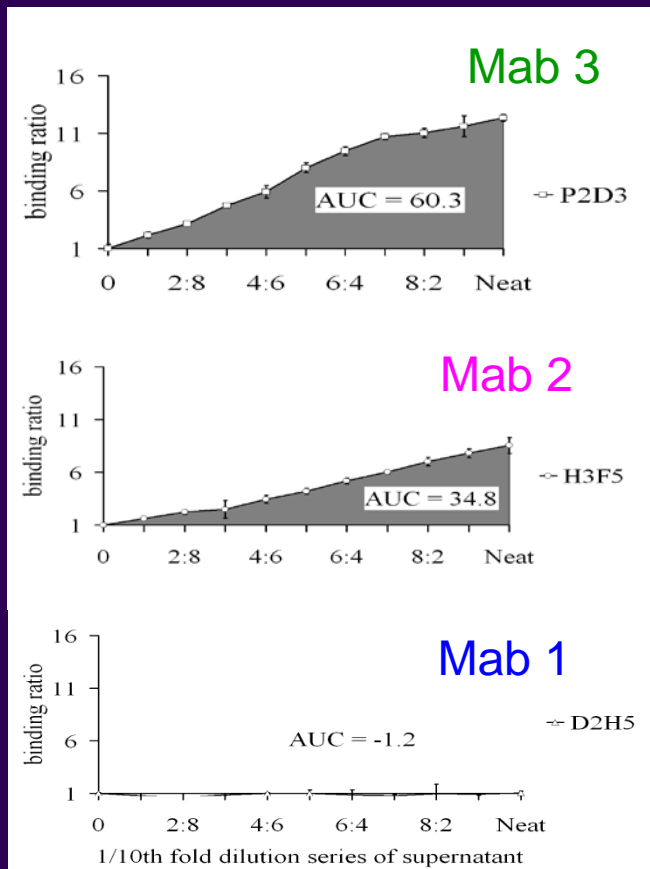 Mab 3
16
11
6
1
binding ratio
AUC = 60.3
P2D3
0 2:8 4:6 6:4 8:2 Neat
Mab 2
16
11
6
1
binding ratio
AUC = 34.8
H3F5
0 2:8 4:6 6:4 8:2 Neat
Mab 1
16
11
6
1
binding ratio
AUC = -1.2
D2H5
0 2:8 4:6 6:4 8:2 Neat
1/10th fold dilution series of supernatant